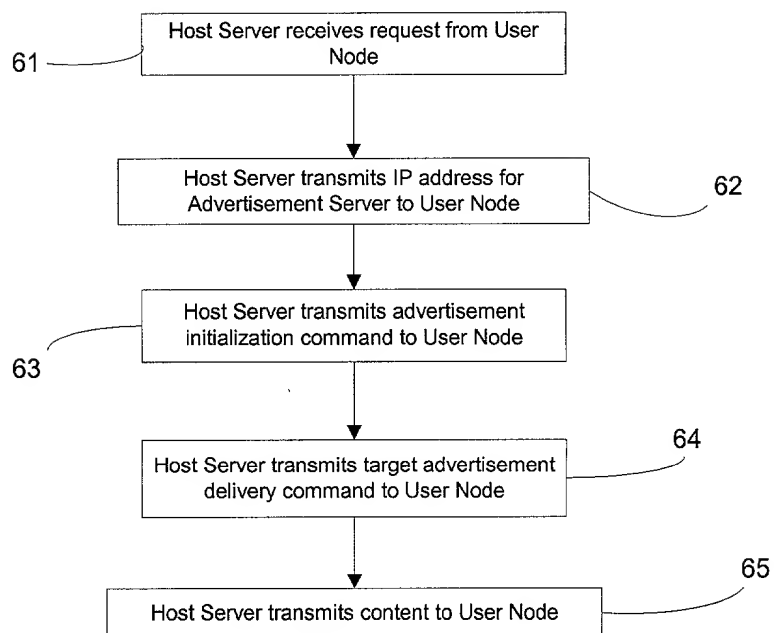 Host Server receives request from User
Node
61
Host Server transmits IP address for
Advertisement Server to User Node
62
Host Server transmits advertisement
initialization command to User Node
63
Host Server transmits target advertisement
delivery command to User Node
64
Host Server transmits content to User Node
65